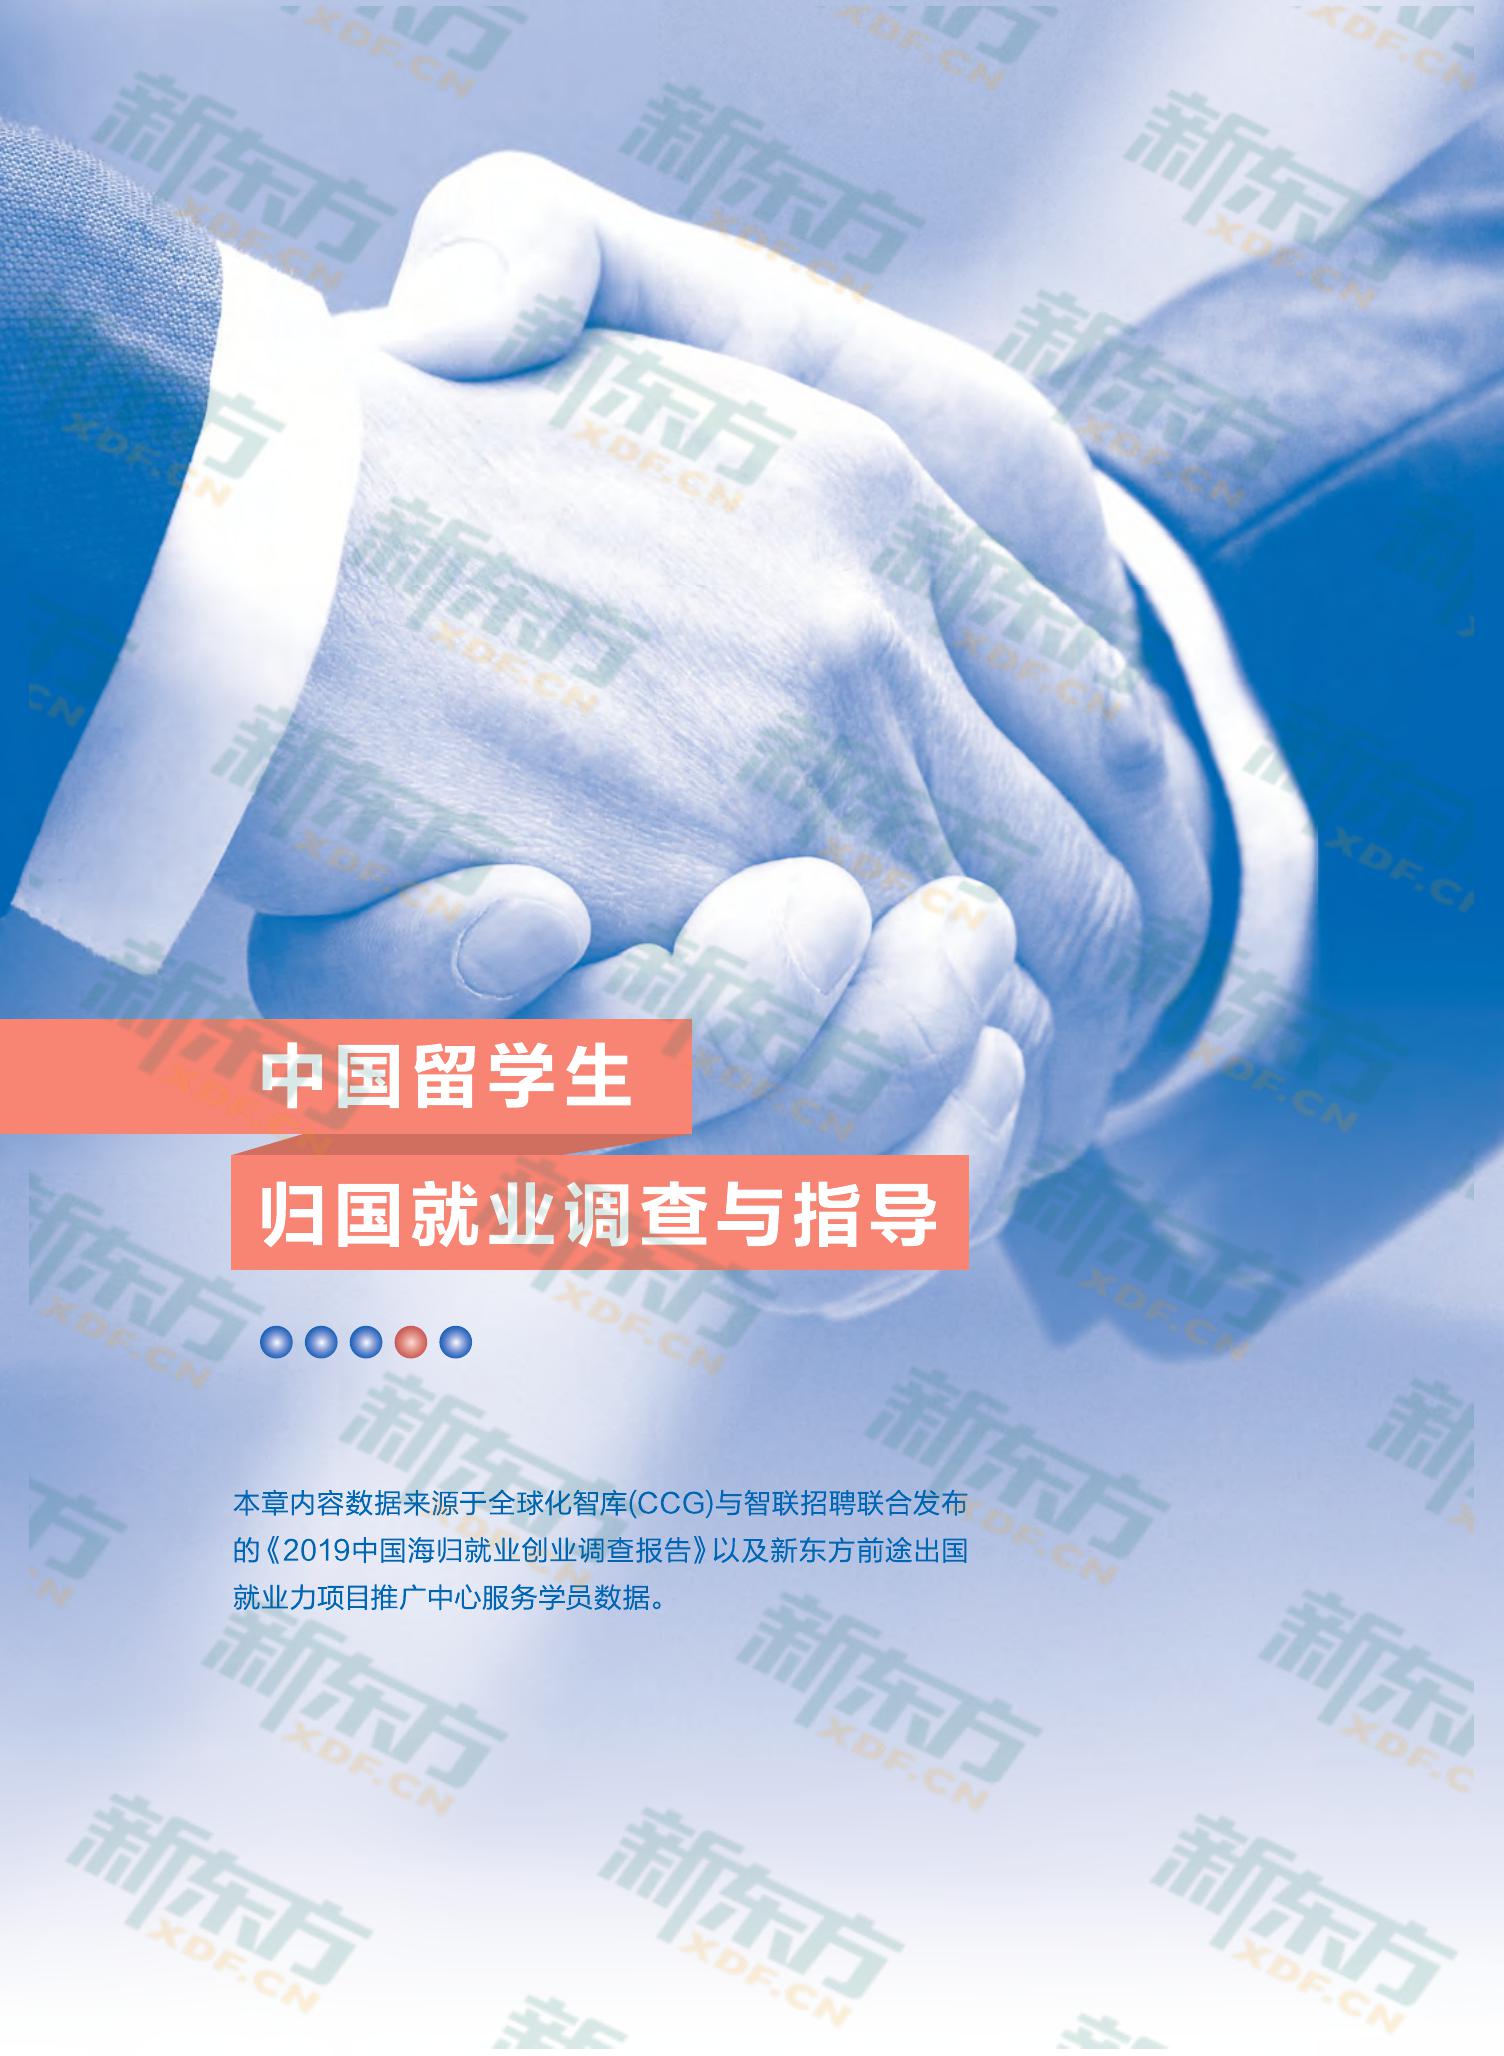 中国留学生
归国就业调查与指导
本章内容数据来源于全球化智库(CCG)与智联招聘联合发布
的《2019中国海归就业创业调查报告》以及新东方前途出国
就业力项目推广中心服务学员数据。
新东方
XDF.CN